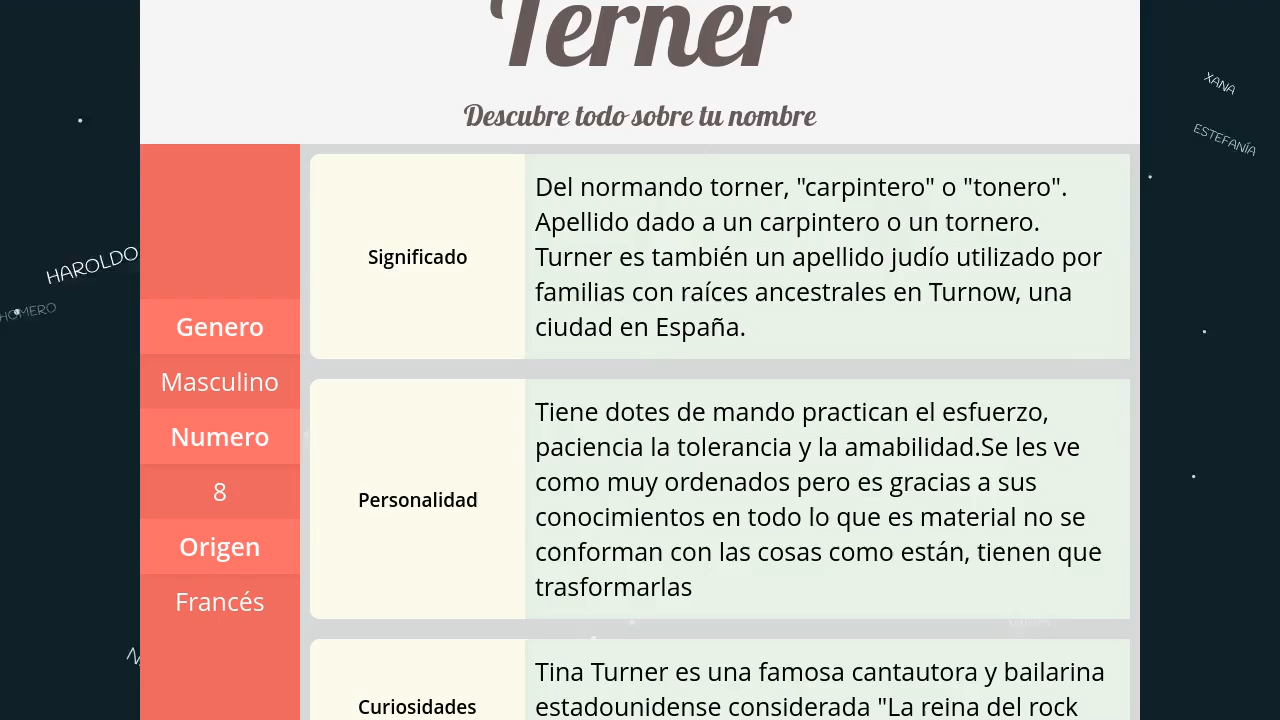 Terner
Descubre todo sobre tu nombre
XANA
ESTEFANÍA
HAROLDO
HOMERO
Genero
Masculino
Numero
8
Origen
Francés
Significado
Del normando torner, "carpintero" o "tonero".
Apellido dado a un carpintero o un tornero.
Turner es también un apellido judío utilizado por
familias con raíces ancestrales en Turnow, una
ciudad en España.
Personalidad
Tiene dotes de mando practican el esfuerzo,
paciencia la tolerancia y la amabilidad.Se les ve
como muy ordenados pero es gracias a sus
conocimientos en todo lo que es material no se
conforman con las cosas como están, tienen que
trasformarlas
Curiosidades
Tina Turner es una famosa cantautora y bailarina
estadounidense considerada "La reina del rock